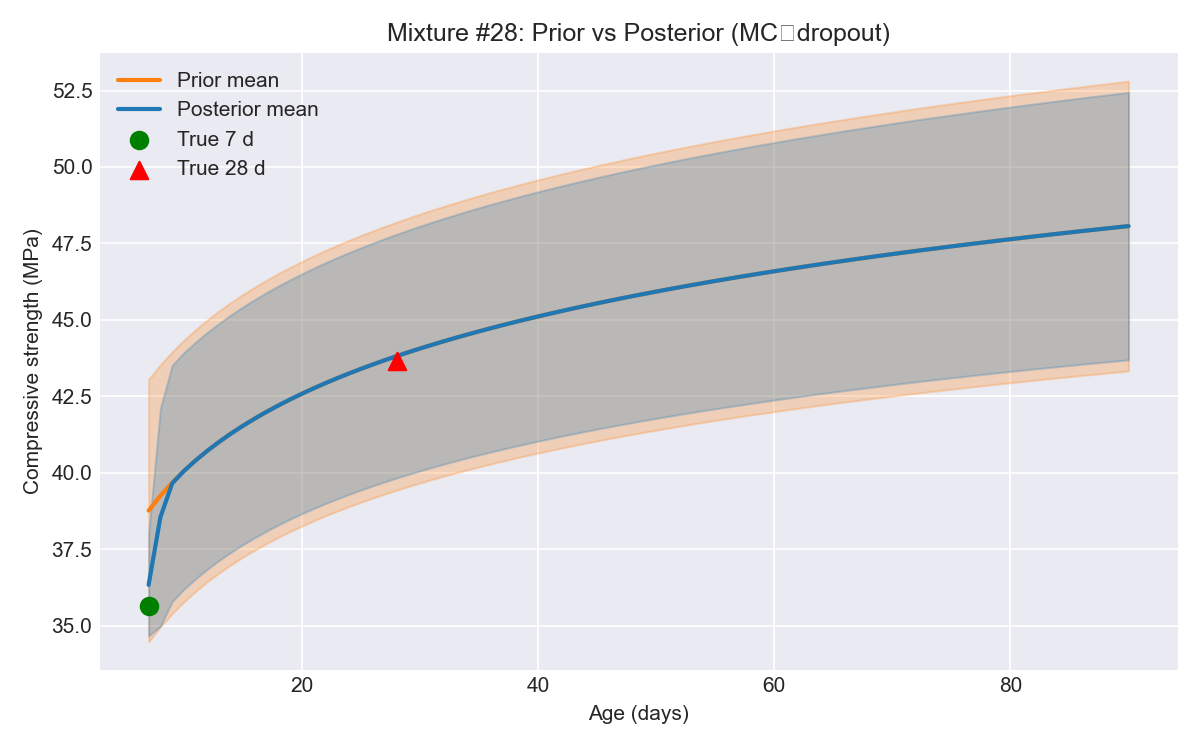 Mixture #28: Prior vs Posterior (MC□dropout)
Prior mean
Posterior mean
True 7 d
True 28 d
Compressive strength (MPa)
52.5
50.0
47.5
45.0
42.5
40.0
37.5
35.0
20
40
60
80
Age (days)